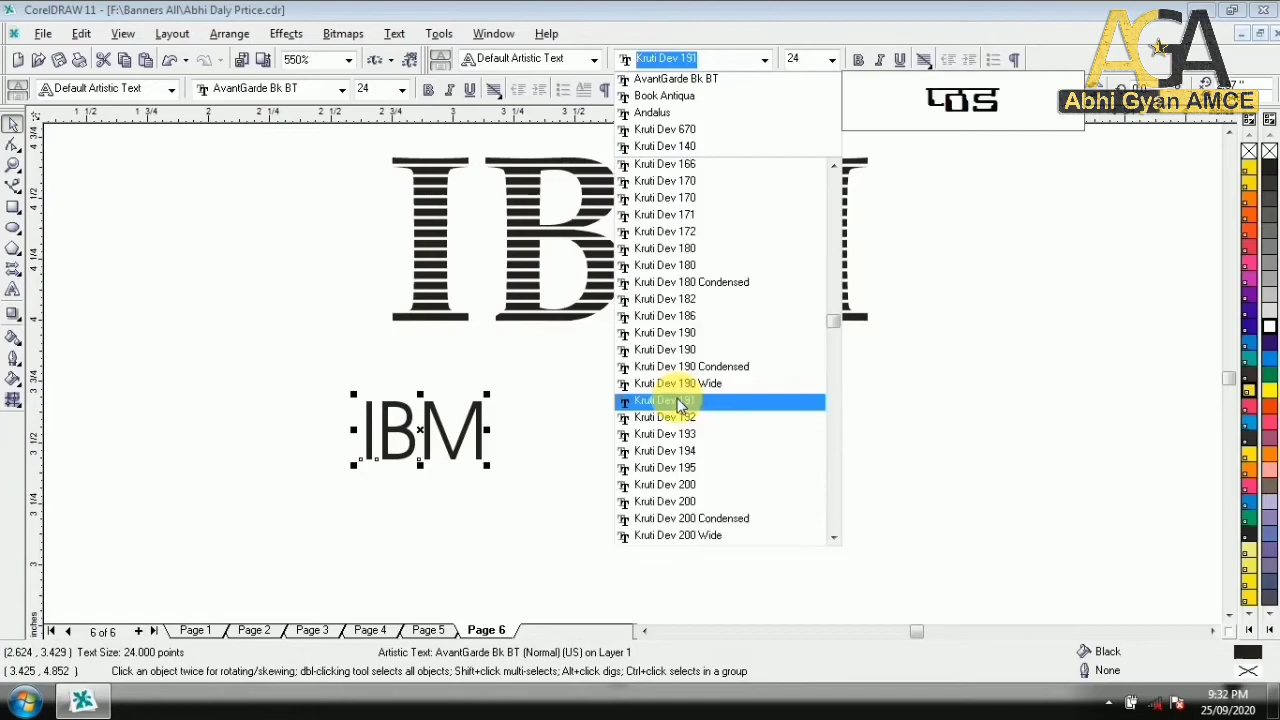 CorelDRAW 11 - [F:\Banners All\Abhi Daly Prtice.cdr]
File Edit View Layout Arrange Effects Bitmaps Text Tools Window Help
550% Default Artistic Text Kruti Dev 191 24
Default Artistic Text AvantGarde Bk BT 24
AGA
Abhi Gyan AMCE
AvantGarde Bk BT
Book Antiqua
Andalus
Kruti Dev 670
Kruti Dev 140
Kruti Dev 166
Kruti Dev 170
Kruti Dev 170
Kruti Dev 171
Kruti Dev 172
Kruti Dev 180
Kruti Dev 180
Kruti Dev 180 Condensed
Kruti Dev 182
Kruti Dev 186
Kruti Dev 190
Kruti Dev 190
Kruti Dev 190 Condensed
Kruti Dev 190 Wide
Kruti Dev 191
Kruti Dev 192
Kruti Dev 193
Kruti Dev 194
Kruti Dev 195
Kruti Dev 200
Kruti Dev 200
Kruti Dev 200 Condensed
Kruti Dev 200 Wide
IB
IBM
inches
6 of 6 Page 1 Page 2 Page 3 Page 4 Page 5 Page 6
(2.624 , 3.429) Text Size: 24.000 points Artistic Text: AvantGarde Bk BT (Normal) (US) on Layer 1 Black
(3.425 , 4.852) Click an object twice for rotating/skewing; dbl-clicking tool selects all objects; Shift+click multi-selects; Alt+click digs; Ctrl+click selects in a group None
9:32 PM
25/09/2020